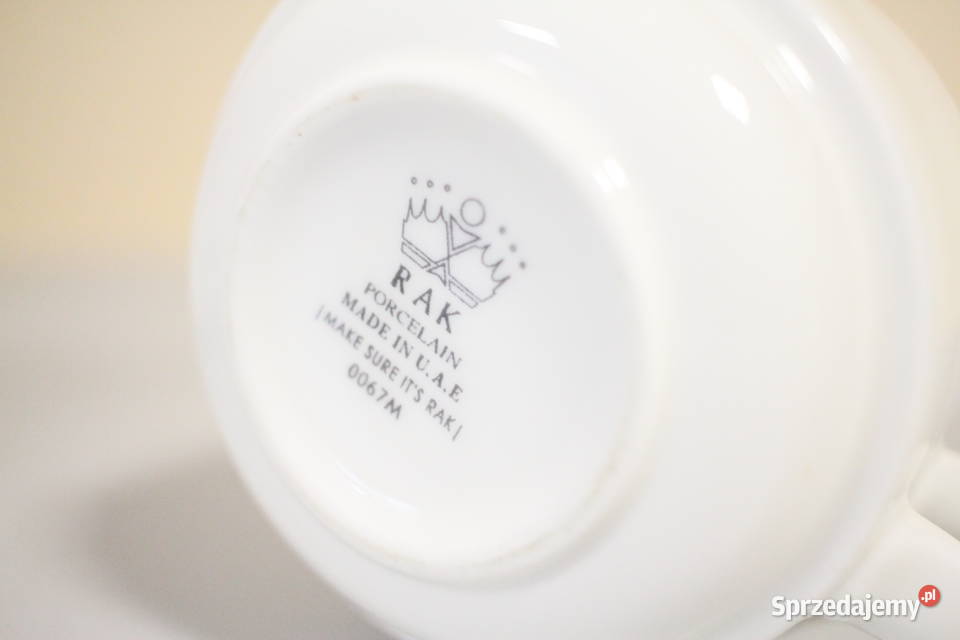 RAK
PORCELAIN
MADE IN U.A.E
|MAKE SURE IT'S RAK|
0067M
Sprzedajemy.pl